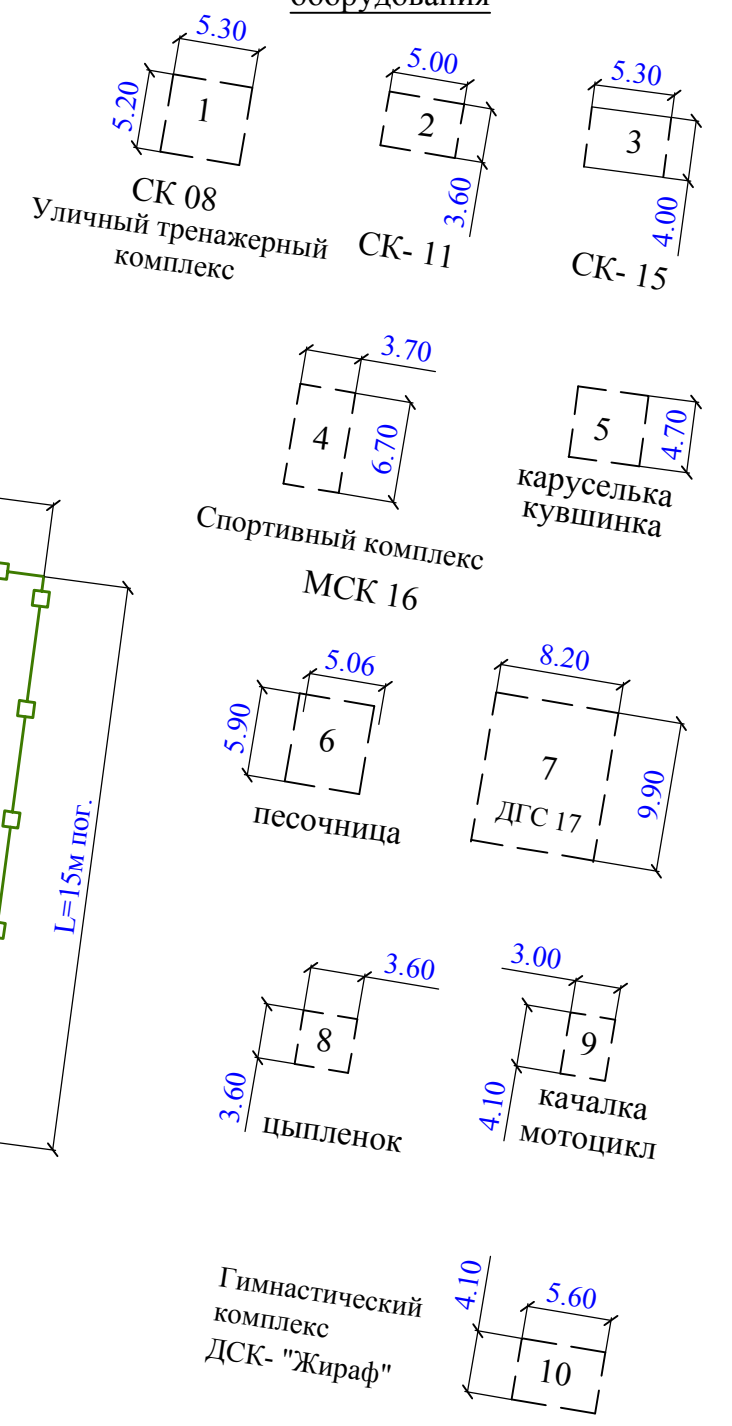 оборудования
5.30
5.20
1
СК 08
Уличный тренажерный
комплекс
5.00
2
3.60
СК- 11
5.30
3
4.00
СК- 15
3.70
4
6.70
Спортивный комплекс
МСК 16
5
4.70
каруселька
кувшинка
L=15м пог.
5.06
5.90
6
песочница
8.20
7
ДГС 17
9.90
3.60
8
3.60
цыпленок
3.00
9
4.10
качалка
мотоцикл
Гимнастический
комплекс
ДСК- "Жираф"
4.10
5.60
10